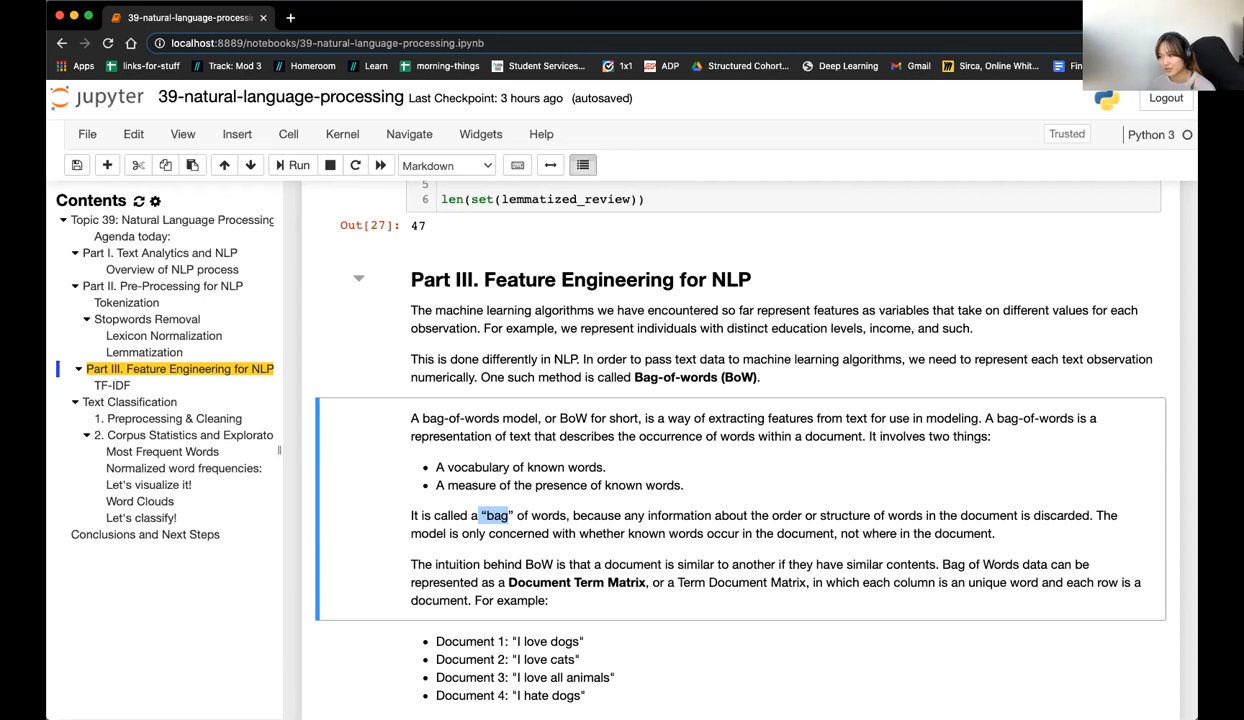 39-natural-language-processi
localhost:8889/notebooks/39-natural-language-processing.ipynb
Apps links-for-stuff Track: Mod 3 Homeroom Learn morning-things Student Services... 1x1 ADP Structured Cohort... Deep Learning Gmail Sirca, Online Whit... Fin
jupyter 39-natural-language-processing Last Checkpoint: 3 hours ago (autosaved) Logout
File Edit View Insert Cell Kernel Navigate Widgets Help Trusted Python 3
Run Markdown
Contents
Topic 39: Natural Language Processing
Agenda today:
Part I. Text Analytics and NLP
Overview of NLP process
Part II. Pre-Processing for NLP
Tokenization
Stopwords Removal
Lexicon Normalization
Lemmatization
Part III. Feature Engineering for NLP
TF-IDF
Text Classification
1. Preprocessing & Cleaning
2. Corpus Statistics and Explorato
Most Frequent Words
Normalized word frequencies:
Let's visualize it!
Word Clouds
Let's classify!
Conclusions and Next Steps
5
6 len(set(lemmatized_review))
Out[27]: 47
Part III. Feature Engineering for NLP
The machine learning algorithms we have encountered so far represent features as variables that take on different values for each
observation. For example, we represent individuals with distinct education levels, income, and such.
This is done differently in NLP. In order to pass text data to machine learning algorithms, we need to represent each text observation
numerically. One such method is called Bag-of-words (BoW).
A bag-of-words model, or BoW for short, is a way of extracting features from text for use in modeling. A bag-of-words is a
representation of text that describes the occurrence of words within a document. It involves two things:
• A vocabulary of known words.
• A measure of the presence of known words.
It is called a “bag” of words, because any information about the order or structure of words in the document is discarded. The
model is only concerned with whether known words occur in the document, not where in the document.
The intuition behind BoW is that a document is similar to another if they have similar contents. Bag of Words data can be
represented as a Document Term Matrix, or a Term Document Matrix, in which each column is an unique word and each row is a
document. For example:
• Document 1: "I love dogs"
• Document 2: "I love cats"
• Document 3: "I love all animals"
• Document 4: "I hate dogs"